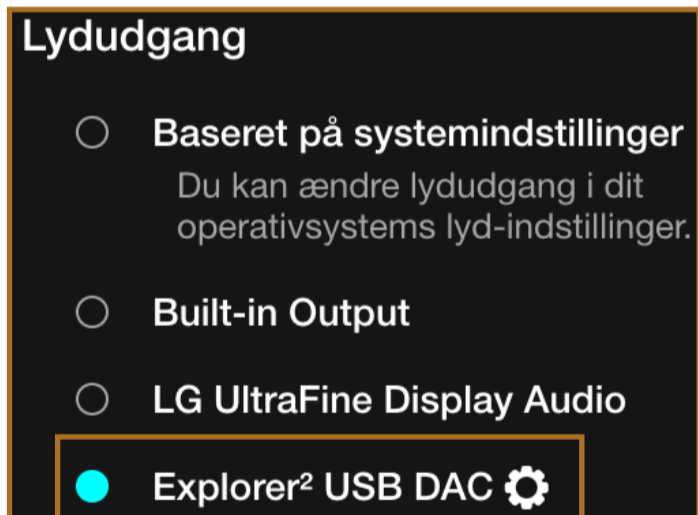 Lydudgang
Baseret på systemindstillinger
Du kan ændre lydudgang i dit
operativsystems lyd-indstillinger.
Built-in Output
LG UltraFine Display Audio
Explorer² USB DAC